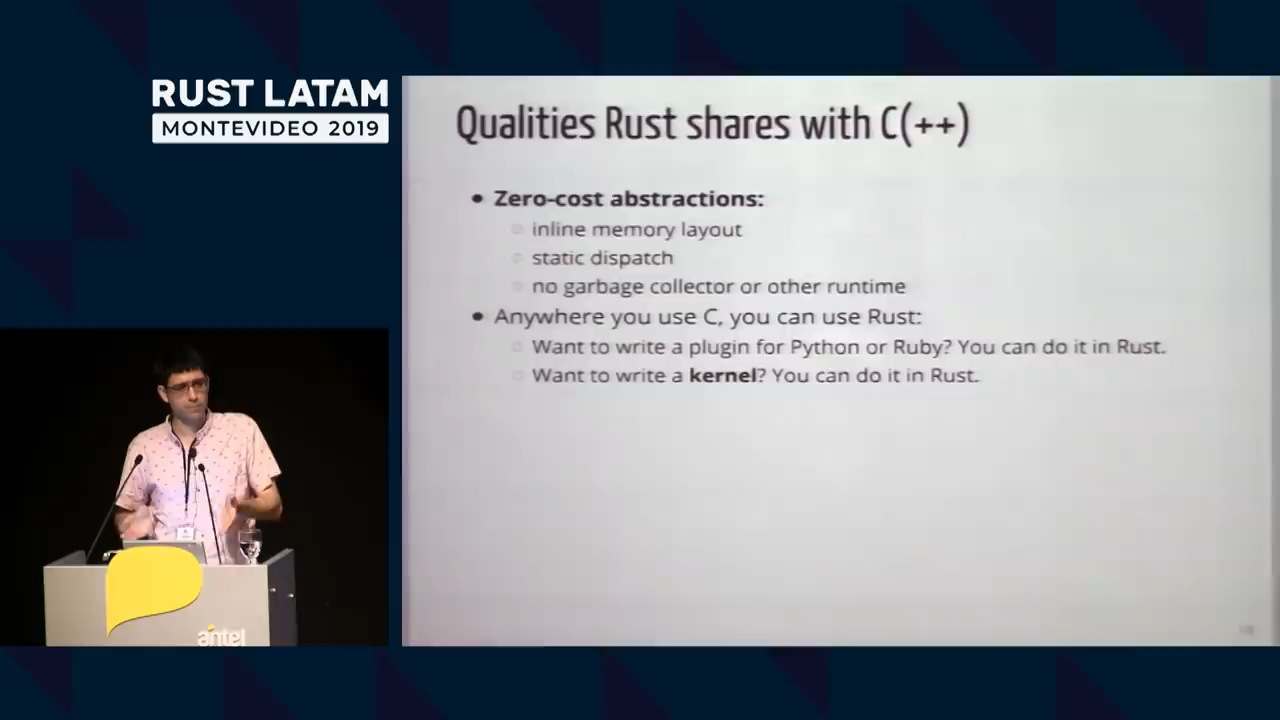 RUST LATAM
MONTEVIDEO 2019
Qualities Rust shares with C(++)
• Zero-cost abstractions:
○ inline memory layout
○ static dispatch
○ no garbage collector or other runtime
• Anywhere you use C, you can use Rust:
○ Want to write a plugin for Python or Ruby? You can do it in Rust.
○ Want to write a kernel? You can do it in Rust.
antel